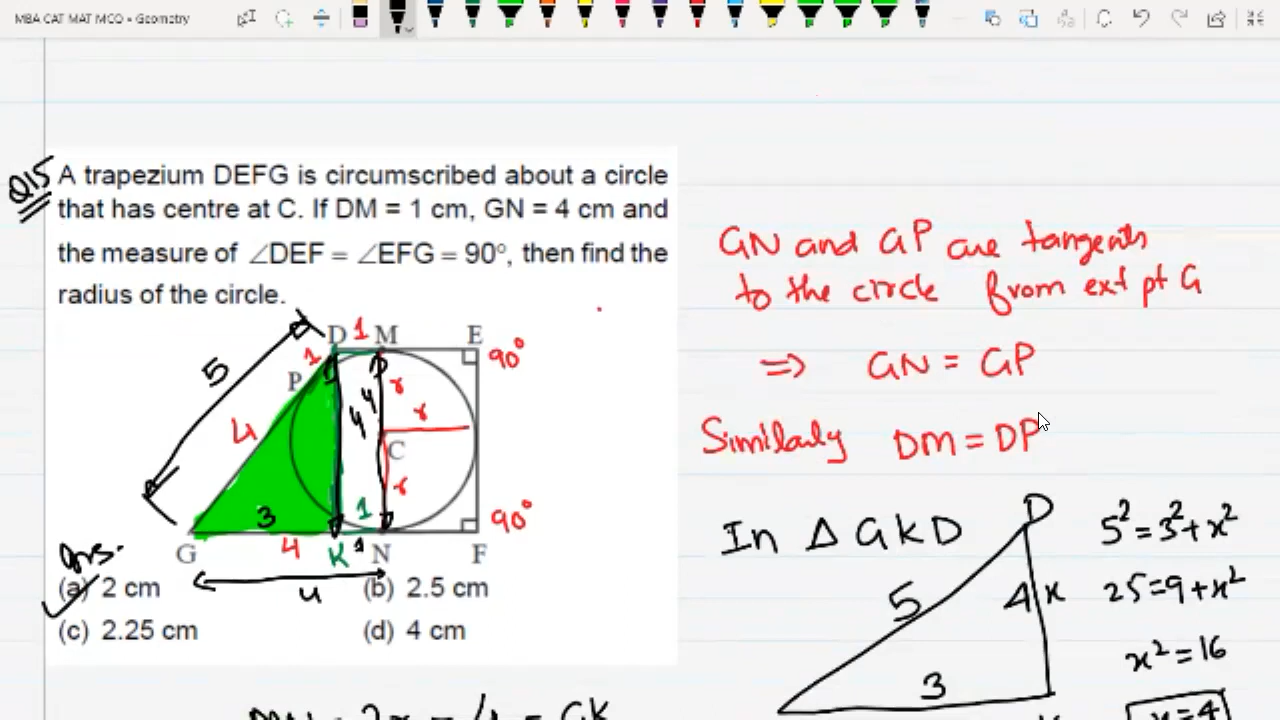 MBA CAT MAT MCQ - Geometry
Q15
A trapezium DEFG is circumscribed about a circle
that has centre at C. If DM = 1 cm, GN = 4 cm and
the measure of ∠DEF = ∠EFG = 90°, then find the
radius of the circle.
D 1 M E
5 1 90°
P r
4 4 4 r
C
r
3 1 90°
G 4 K 1 N F
Ans.
(a) 2 cm
4
(b) 2.5 cm
(c) 2.25 cm
(d) 4 cm
GN and GP are tangents
to the circle from ext pt G
⇒ GN = GP
Similarly DM = DP
In Δ GKD
D
5
4 x
3
5² = 3² + x²
25 = 9 + x²
x² = 16
x = 4